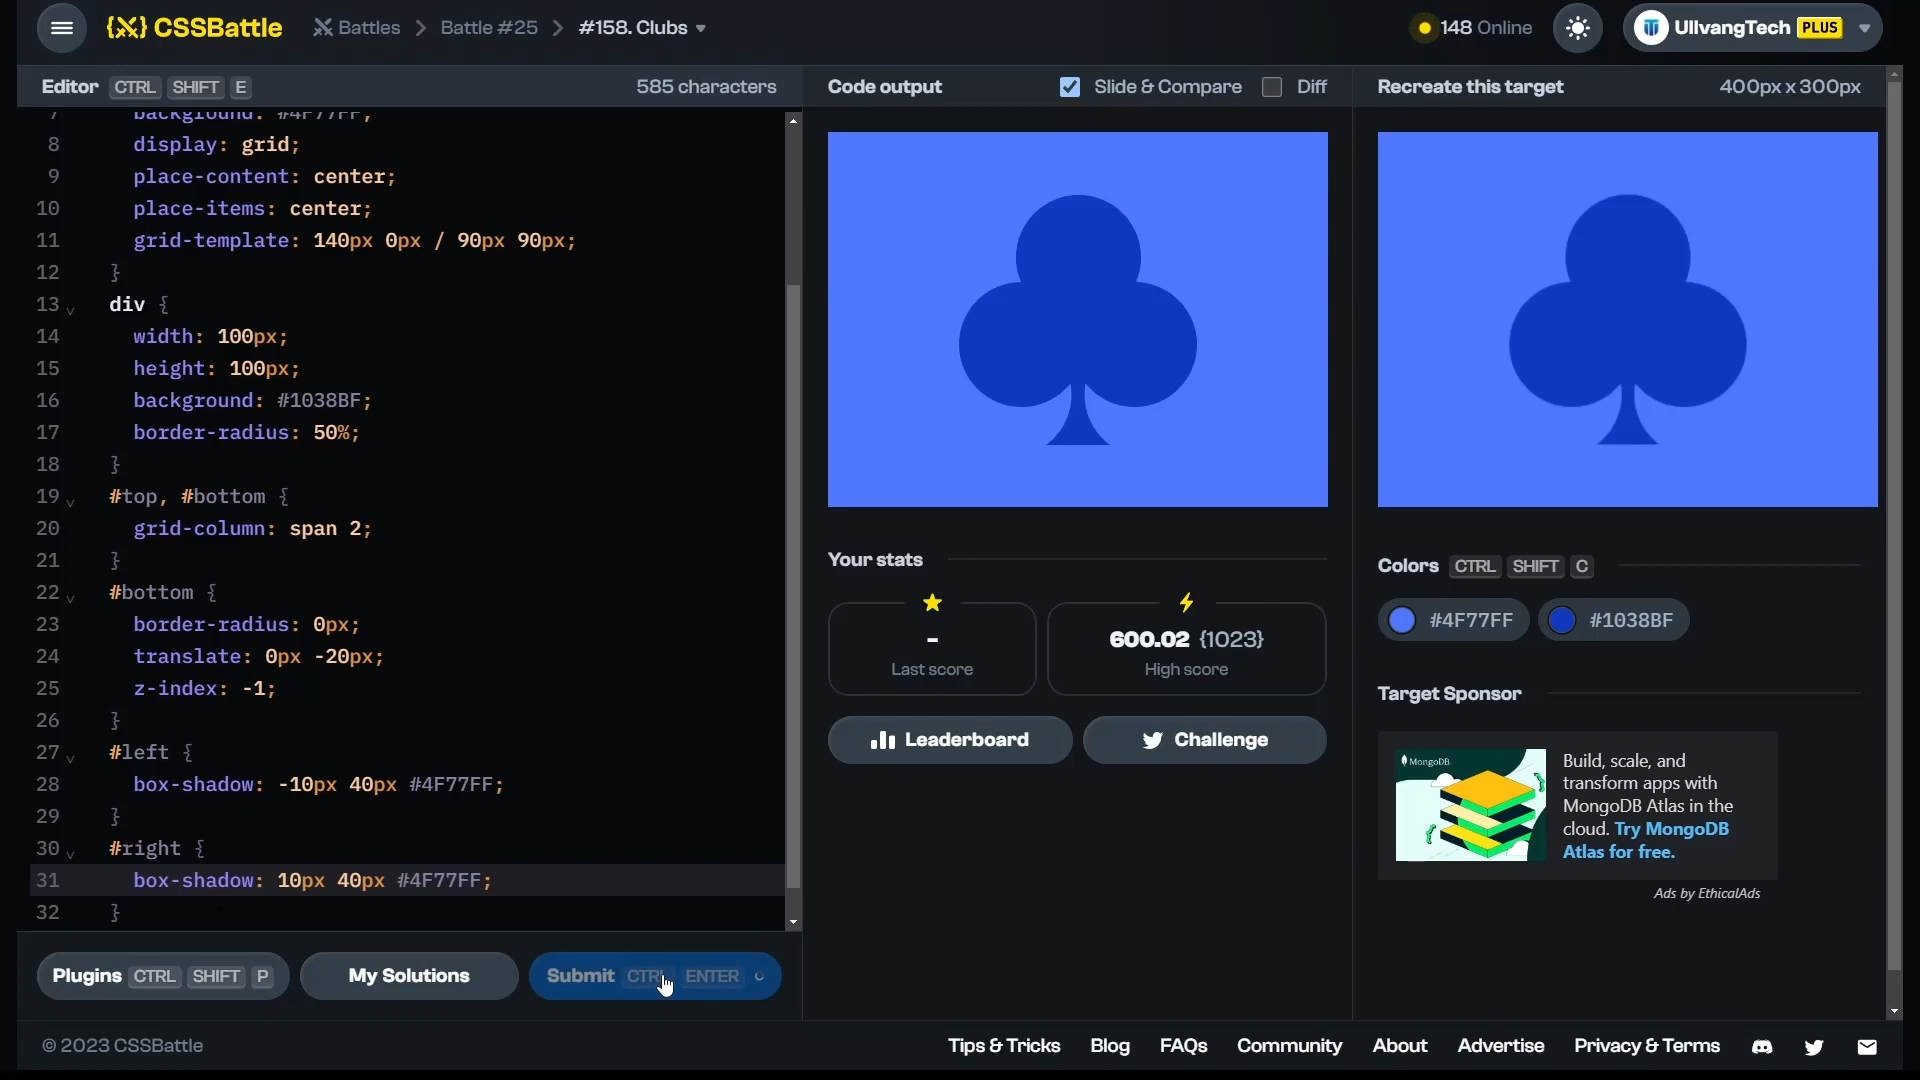 {X} CSSBattle
Battles
Battle #25
#158. Clubs
148 Online
UllvangTech PLUS
Editor CTRL SHIFT E
585 characters
7 background: #4F77FF;
8 display: grid;
9 place-content: center;
10 place-items: center;
11 grid-template: 140px 0px / 90px 90px;
12 }
13 div {
14 width: 100px;
15 height: 100px;
16 background: #1038BF;
17 border-radius: 50%;
18 }
19 #top, #bottom {
20 grid-column: span 2;
21 }
22 #bottom {
23 border-radius: 0px;
24 translate: 0px -20px;
25 z-index: -1;
26 }
27 #left {
28 box-shadow: -10px 40px #4F77FF;
29 }
30 #right {
31 box-shadow: 10px 40px #4F77FF;
32 }
Plugins CTRL SHIFT P
My Solutions
Submit CTRL ENTER
Code output
Slide & Compare
Diff
Your stats
-
Last score
600.02 {1023}
High score
Leaderboard
Challenge
Recreate this target
400px x 300px
Colors CTRL SHIFT C
#4F77FF
#1038BF
Target Sponsor
MongoDB.
Build, scale, and
transform apps with
MongoDB Atlas in the
cloud. Try MongoDB
Atlas for free.
Ads by EthicalAds
© 2023 CSSBattle
Tips & Tricks
Blog
FAQs
Community
About
Advertise
Privacy & Terms